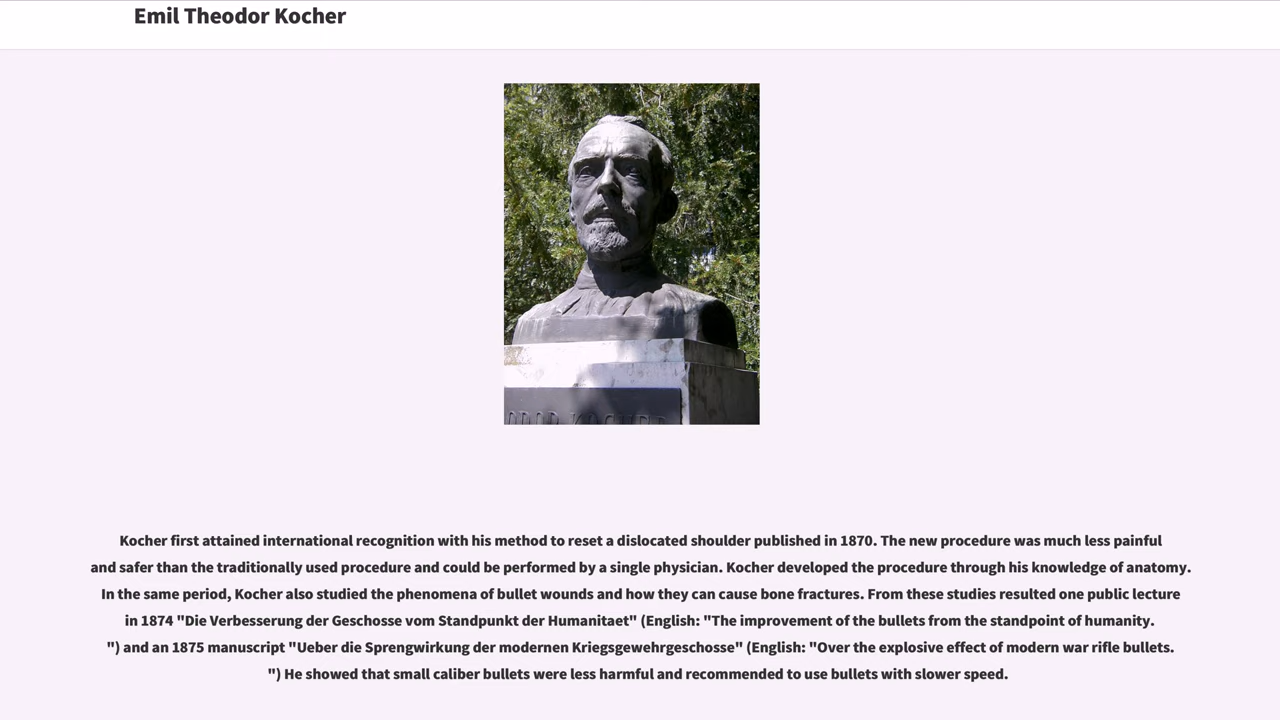 Emil Theodor Kocher
ODOR KOCHER
Kocher first attained international recognition with his method to reset a dislocated shoulder published in 1870. The new procedure was much less painful
and safer than the traditionally used procedure and could be performed by a single physician. Kocher developed the procedure through his knowledge of anatomy.
In the same period, Kocher also studied the phenomena of bullet wounds and how they can cause bone fractures. From these studies resulted one public lecture
in 1874 "Die Verbesserung der Geschosse vom Standpunkt der Humanitaet" (English: "The improvement of the bullets from the standpoint of humanity.
") and an 1875 manuscript "Ueber die Sprengwirkung der modernen Kriegsgewehrgeschosse" (English: "Over the explosive effect of modern war rifle bullets.
") He showed that small caliber bullets were less harmful and recommended to use bullets with slower speed.